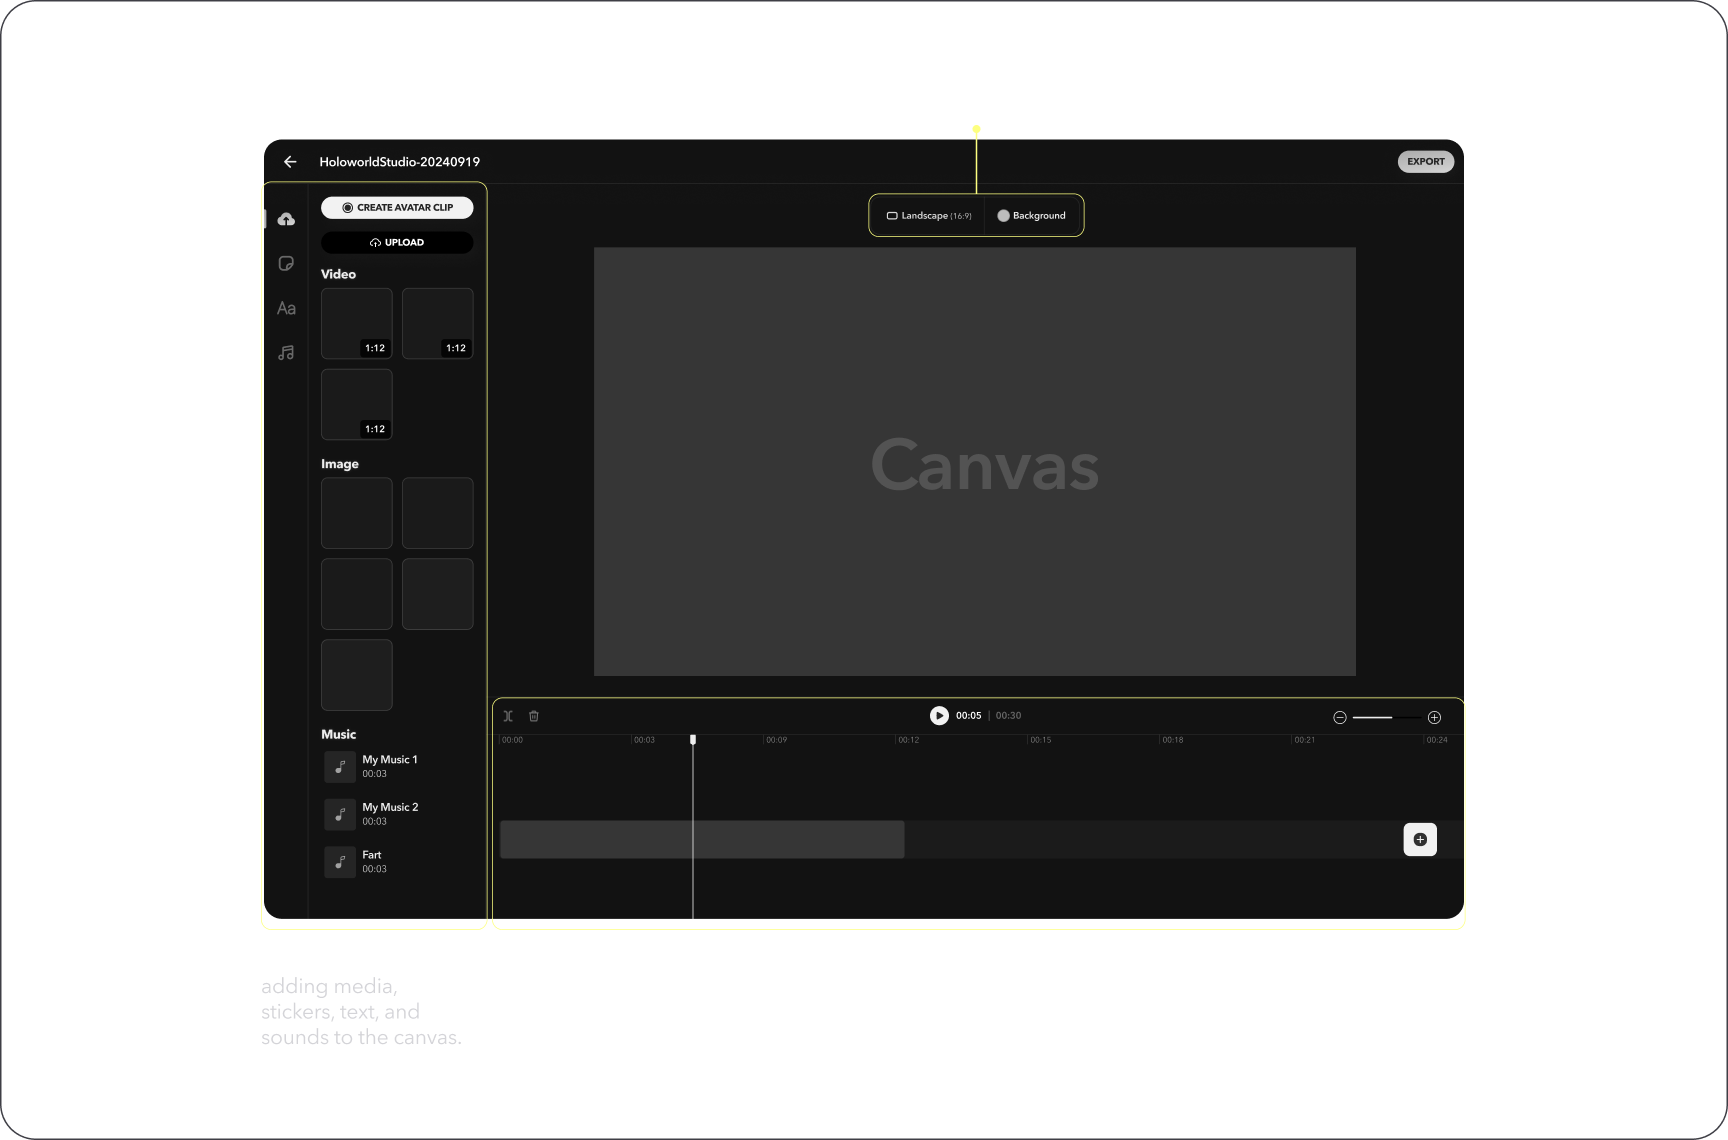 HoloworldStudio-20240919
EXPORT
CREATE AVATAR CLIP
UPLOAD
Landscape (16:9)
Background
Aa
Video
1:12
1:12
1:12
Image
Canvas
Music
My Music 1
00:03
My Music 2
00:03
Fart
00:03
00:05 | 00:30
00:00
00:03
00:09
00:12
00:15
00:18
00:21
00:24
adding media,
stickers, text, and
sounds to the canvas.